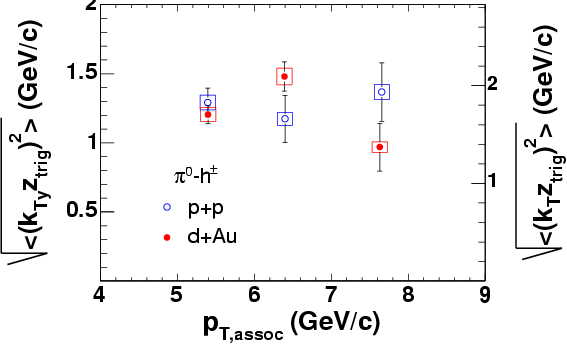 √<(k_Ty z_trig)²> (GeV/c)
2
1.5
1
0.5
2
1
√<(k_T z_trig)²> (GeV/c)
π⁰-h±
p+p
d+Au
4 5 6 7 8 9
p_T,assoc (GeV/c)